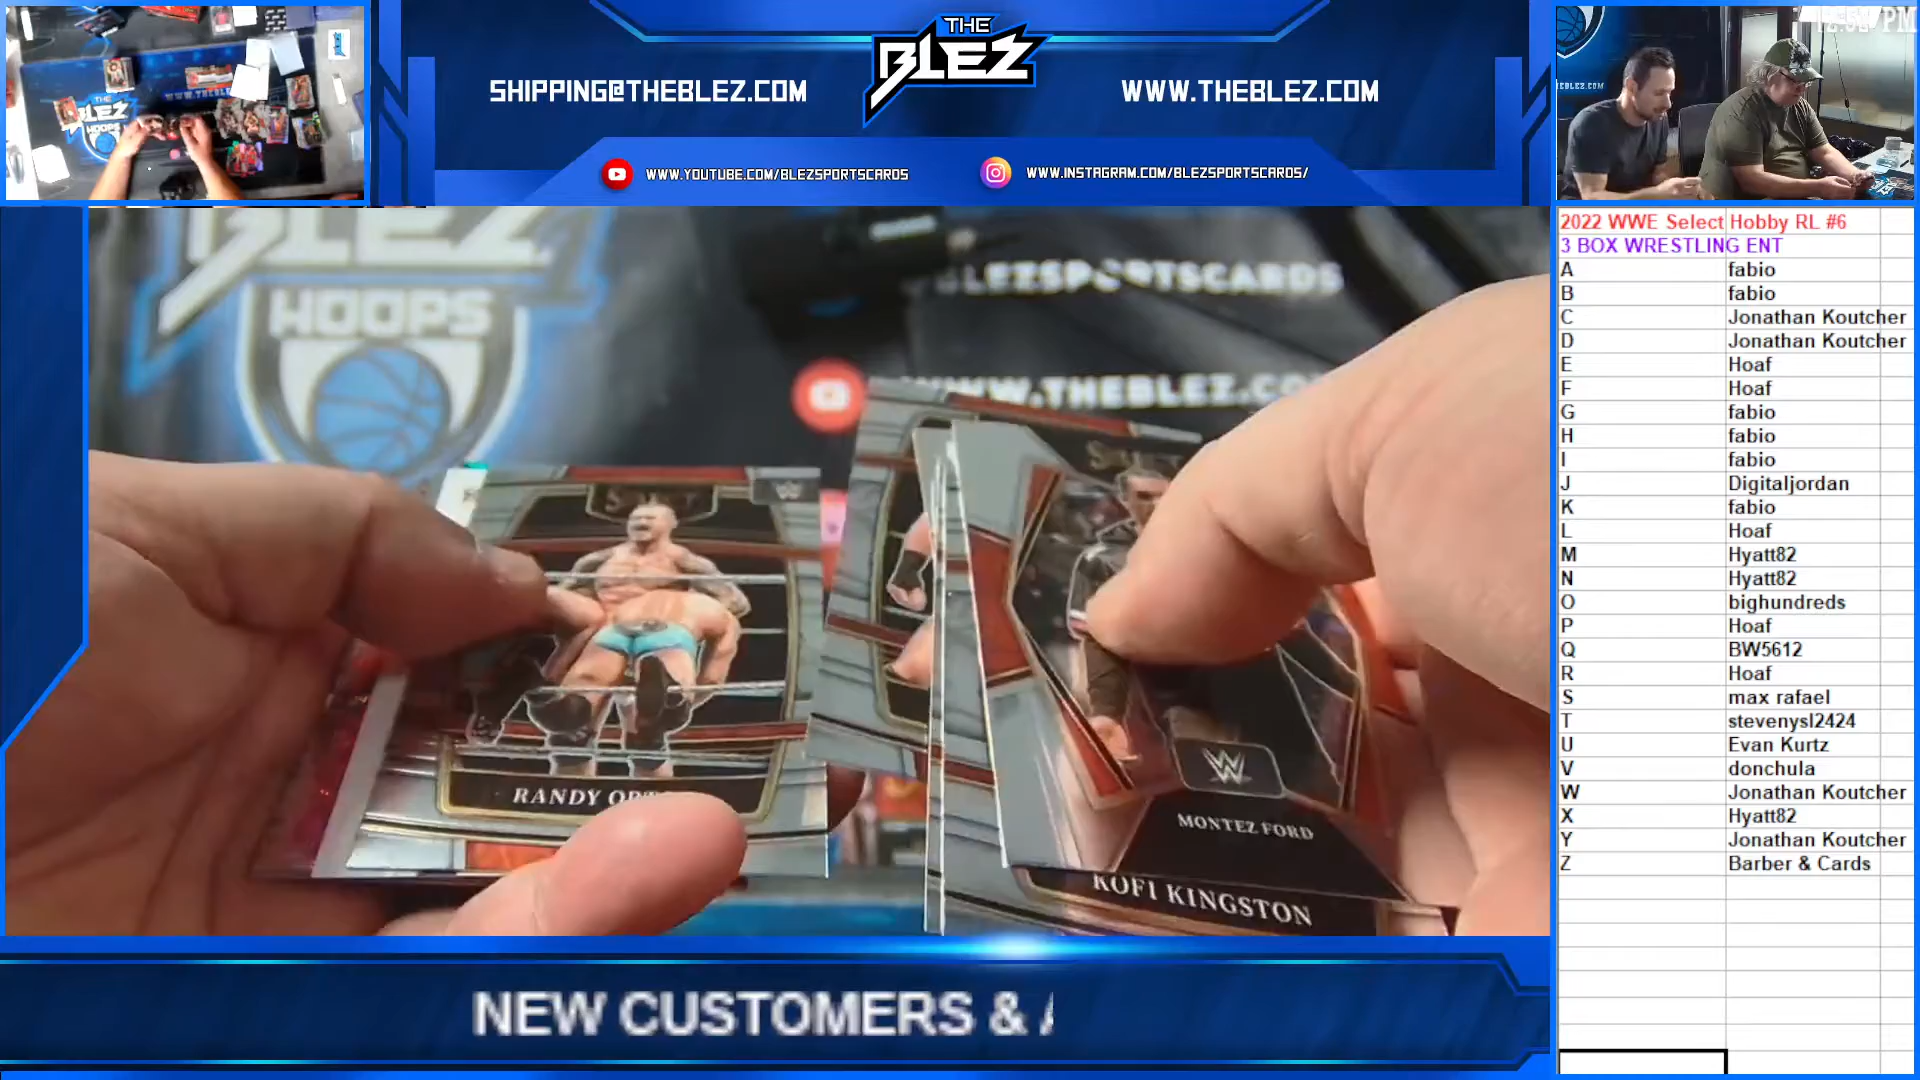 THE
BLEZ
SHIPPING@THEBLEZ.COM
WWW.THEBLEZ.COM
WWW.YOUTUBE.COM/BLEZSPORTSCARDS
WWW.INSTAGRAM.COM/BLEZSPORTSCARDS/
BLEZ
HOOPS
BLEZSPORTSCARDS
WWW.THEBLEZ.CO
RANDY
MONTEZ FORD
KOFI KINGSTON
NEW CUSTOMERS &
2022 WWE Select Hobby RL #6
3 BOX WRESTLING ENT
A fabio
B fabio
C Jonathan Koutcher
D Jonathan Koutcher
E Hoaf
F Hoaf
G fabio
H fabio
I fabio
J Digitaljordan
K fabio
L Hoaf
M Hyatt82
N Hyatt82
O bighundreds
P Hoaf
Q BW5612
R Hoaf
S max rafael
T stevenysl2424
U Evan Kurtz
V donchula
W Jonathan Koutcher
X Hyatt82
Y Jonathan Koutcher
Z Barber & Cards